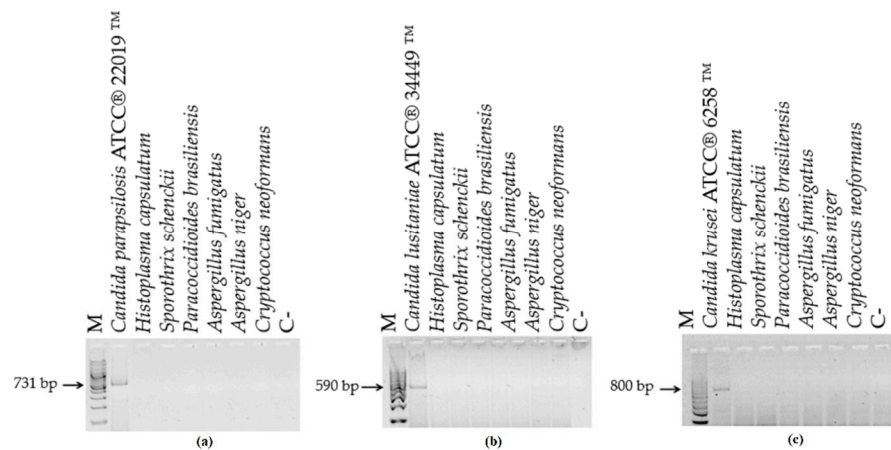 M
Candida parapsilosis ATCC® 22019 ™
Histoplasma capsulatum
Sporothrix schenckii
Paracoccidioides brasiliensis
Aspergillus fumigatus
Aspergillus niger
Cryptococcus neoformans
C-
731 bp
(a)
M
Candida lusitaniae ATCC® 34449 ™
Histoplasma capsulatum
Sporothrix schenckii
Paracoccidioides brasiliensis
Aspergillus fumigatus
Aspergillus niger
Cryptococcus neoformans
C-
590 bp
(b)
M
Candida krusei ATCC® 6258 ™
Histoplasma capsulatum
Sporothrix schenckii
Paracoccidioides brasiliensis
Aspergillus fumigatus
Aspergillus niger
Cryptococcus neoformans
C-
800 bp
(c)